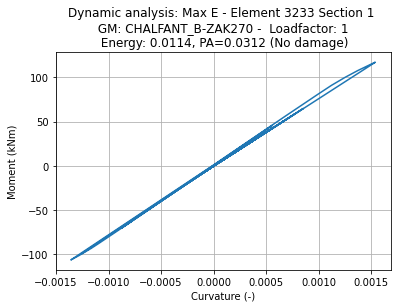 Dynamic analysis: Max E - Element 3233 Section 1
GM: CHALFANT_B-ZAK270 -  Loadfactor: 1
Energy: 0.0114, PA=0.0312 (No damage)
Moment (kNm)
100
50
0
−50
−100
−0.0015 −0.0010 −0.0005 0.0000 0.0005 0.0010 0.0015
Curvature (-)